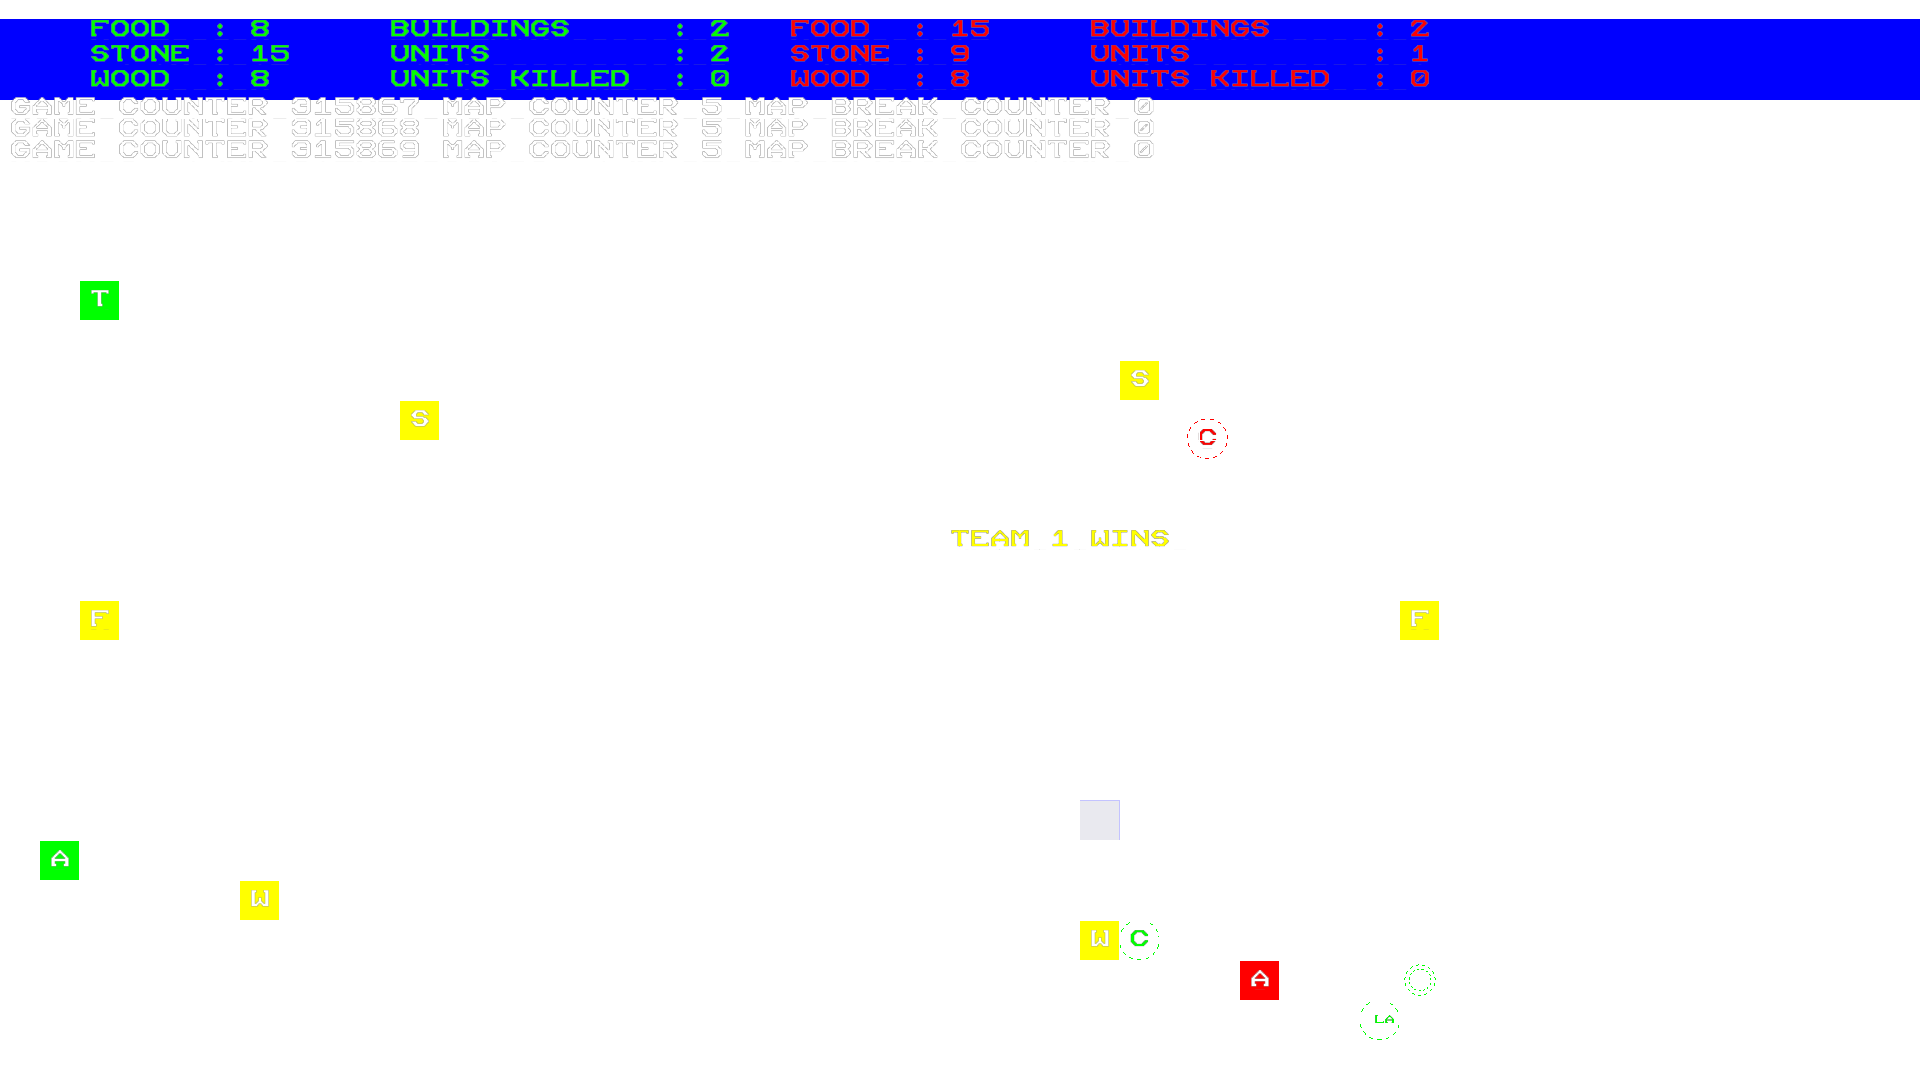 FOOD : 8 BUILDINGS : 2 FOOD : 15 BUILDINGS : 2
STONE : 15 UNITS : 2 STONE : 9 UNITS : 1
WOOD : 8 UNITS KILLED : 0 WOOD : 8 UNITS KILLED : 0
GAME COUNTER 315867 MAP COUNTER 5 MAP BREAK COUNTER 0
GAME COUNTER 315868 MAP COUNTER 5 MAP BREAK COUNTER 0
GAME COUNTER 315869 MAP COUNTER 5 MAP BREAK COUNTER 0
T
S
S
C
TEAM 1 WINS
F
F
A
W
W C
A
LA